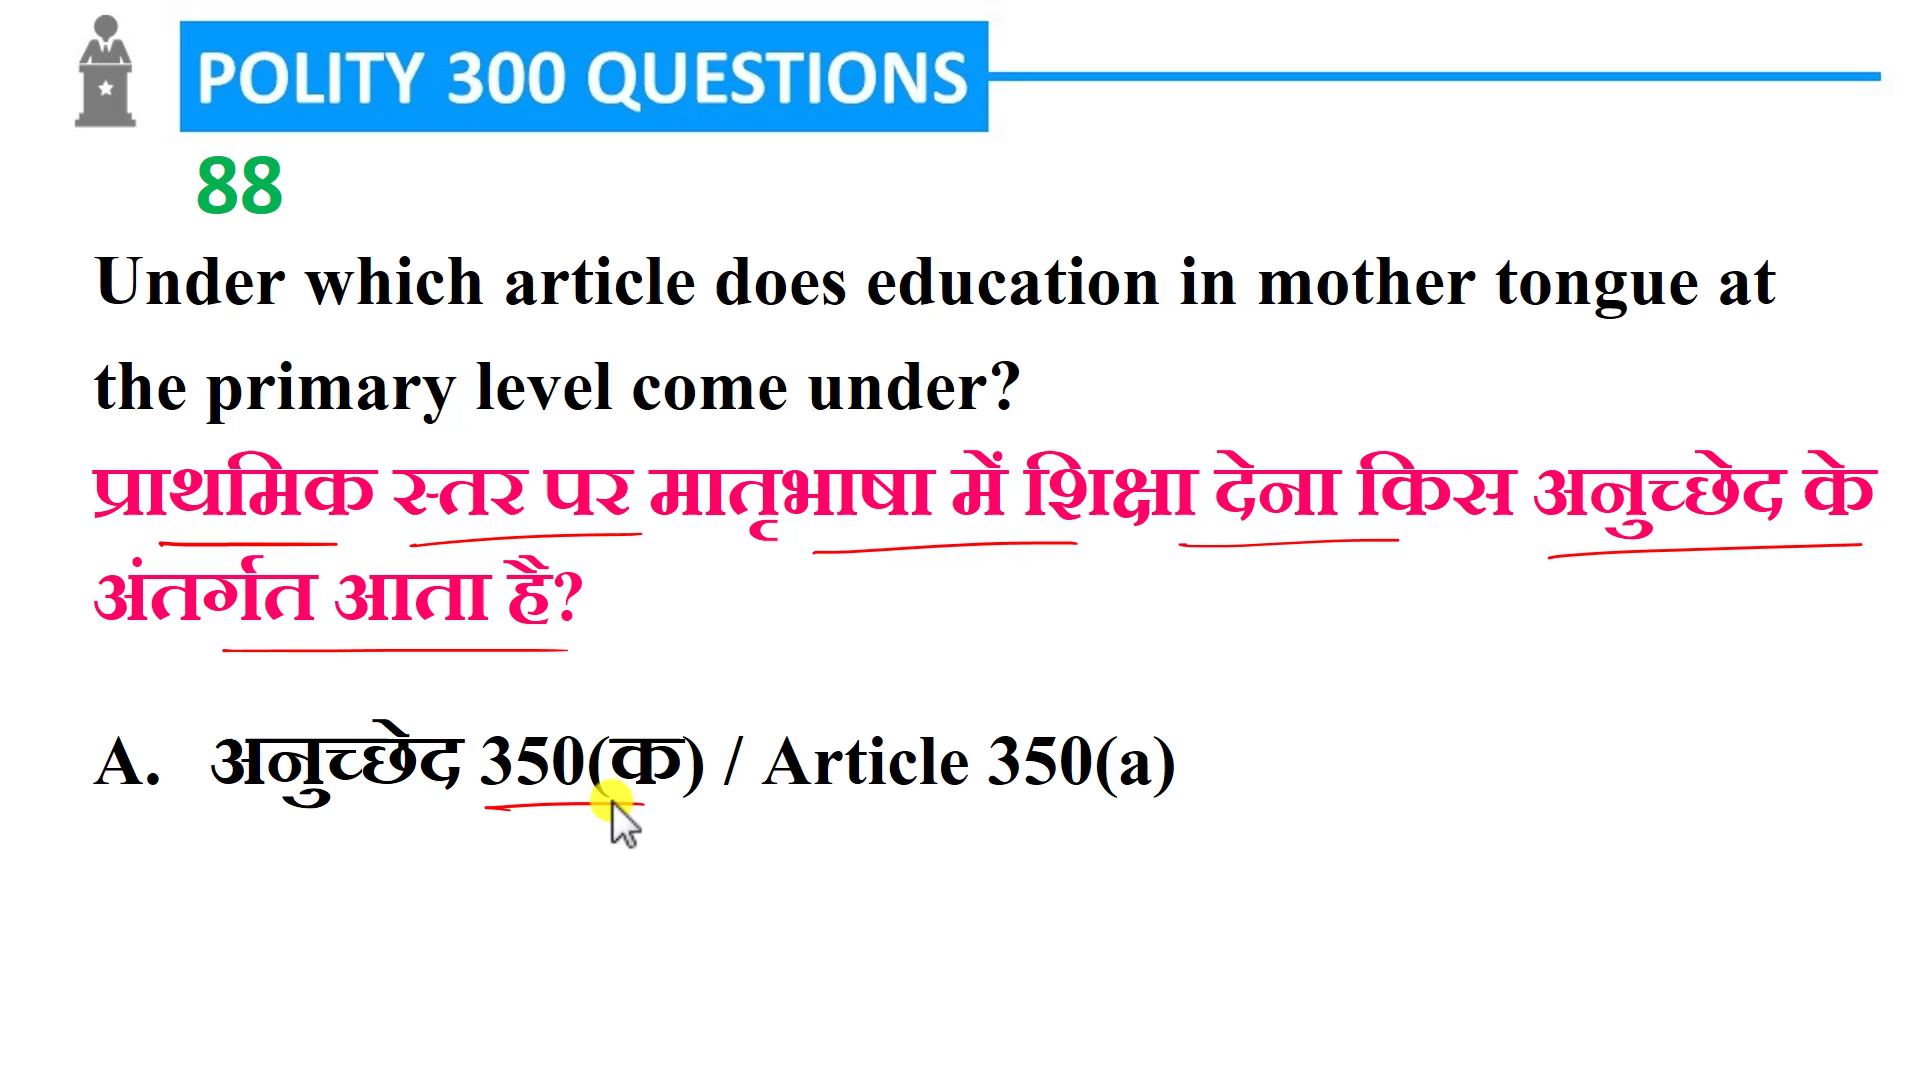 POLITY 300 QUESTIONS
88
Under which article does education in mother tongue at
the primary level come under?
प्राथमिक स्तर पर मातृभाषा में शिक्षा देना किस अनुच्छेद के
अंतर्गत आता है?
A. अनुच्छेद 350(क) / Article 350(a)